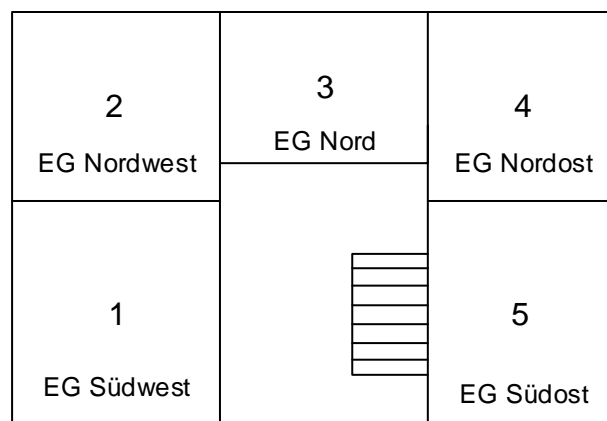 2
EG Nordwest
3
EG Nord
4
EG Nordost
1
EG Südwest
5
EG Südost